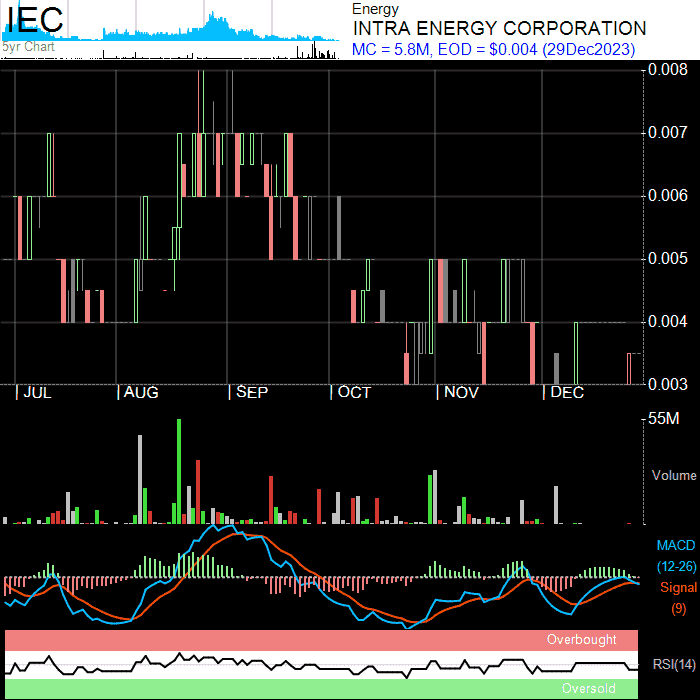 IEC
5yr Chart
Energy
INTRA ENERGY CORPORATION
MC = 5.8M, EOD = $0.004 (29Dec2023)
0.008
0.007
0.006
0.005
0.004
0.003
JUL
AUG
SEP
OCT
NOV
DEC
55M
Volume
MACD
(12-26)
Signal
(9)
Overbought
RSI(14)
Oversold